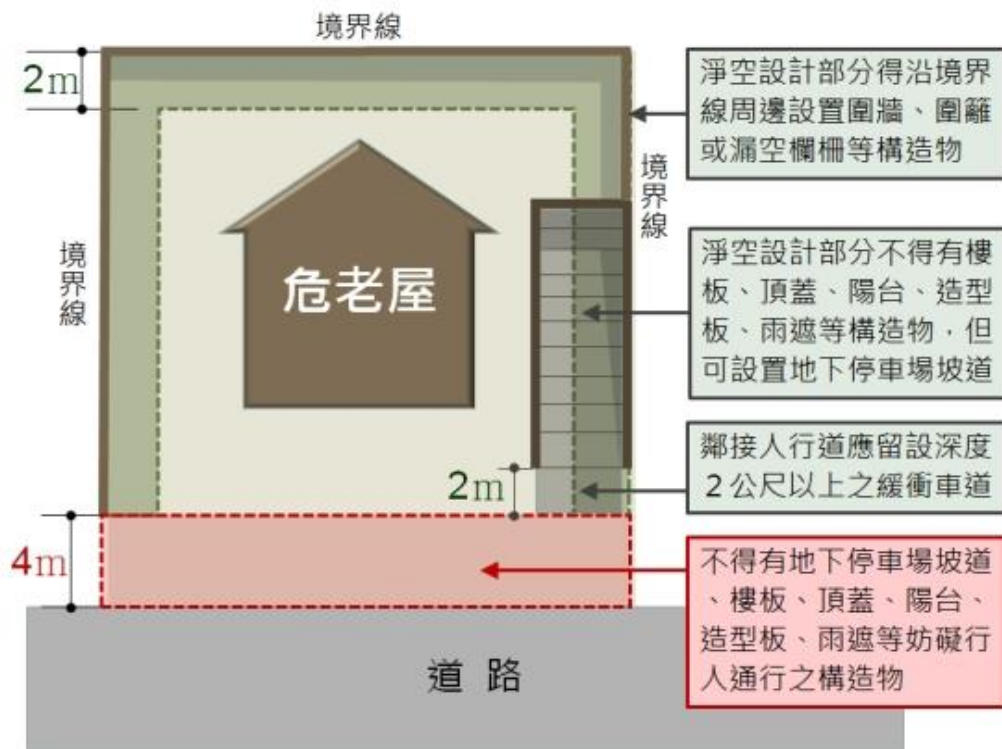 境界線
2m
淨空設計部分得沿境界
線周邊設置圍牆、圍籬
或漏空欄柵等構造物
境界線
境界線
危老屋
淨空設計部分不得有樓
板、頂蓋、陽台、造型
板、雨遮等構造物，但
可設置地下停車場坡道
鄰接人行道應留設深度
2公尺以上之緩衝車道
2m
4m
不得有地下停車場坡道
、樓板、頂蓋、陽台、
造型板、雨遮等妨礙行
人通行之構造物
道路